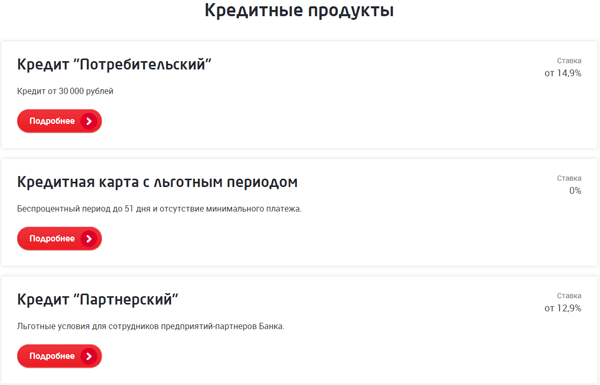 Кредитные продукты
Кредит "Потребительский"
Ставка
от 14,9%
Кредит от 30 000 рублей
Подробнее
Кредитная карта с льготным периодом
Ставка
0%
Беспроцентный период до 51 дня и отсутствие минимального платежа.
Подробнее
Кредит "Партнерский"
Ставка
от 12,9%
Льготные условия для сотрудников предприятий-партнеров Банка.
Подробнее